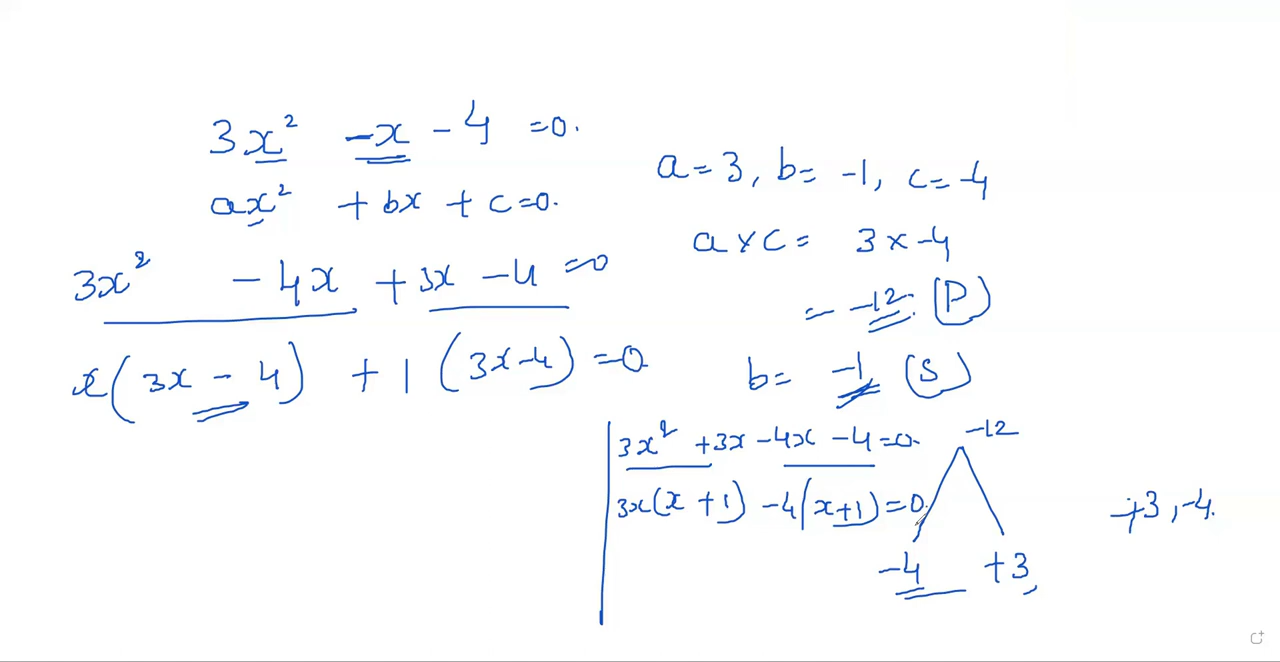 3x² -x - 4 =0.
ax² + bx + c=0.
3x² - 4x + 3x - 4 =0
x(3x - 4) + 1 (3x-4) =0.
a=3, b= -1, c= -4
a x c = 3 x -4
= -12. (P)
b= -1, (S)
3x² +3x -4x -4 =0.
3x(x + 1) -4(x+1) =0.
-12
-4 +3,
+3, -4.